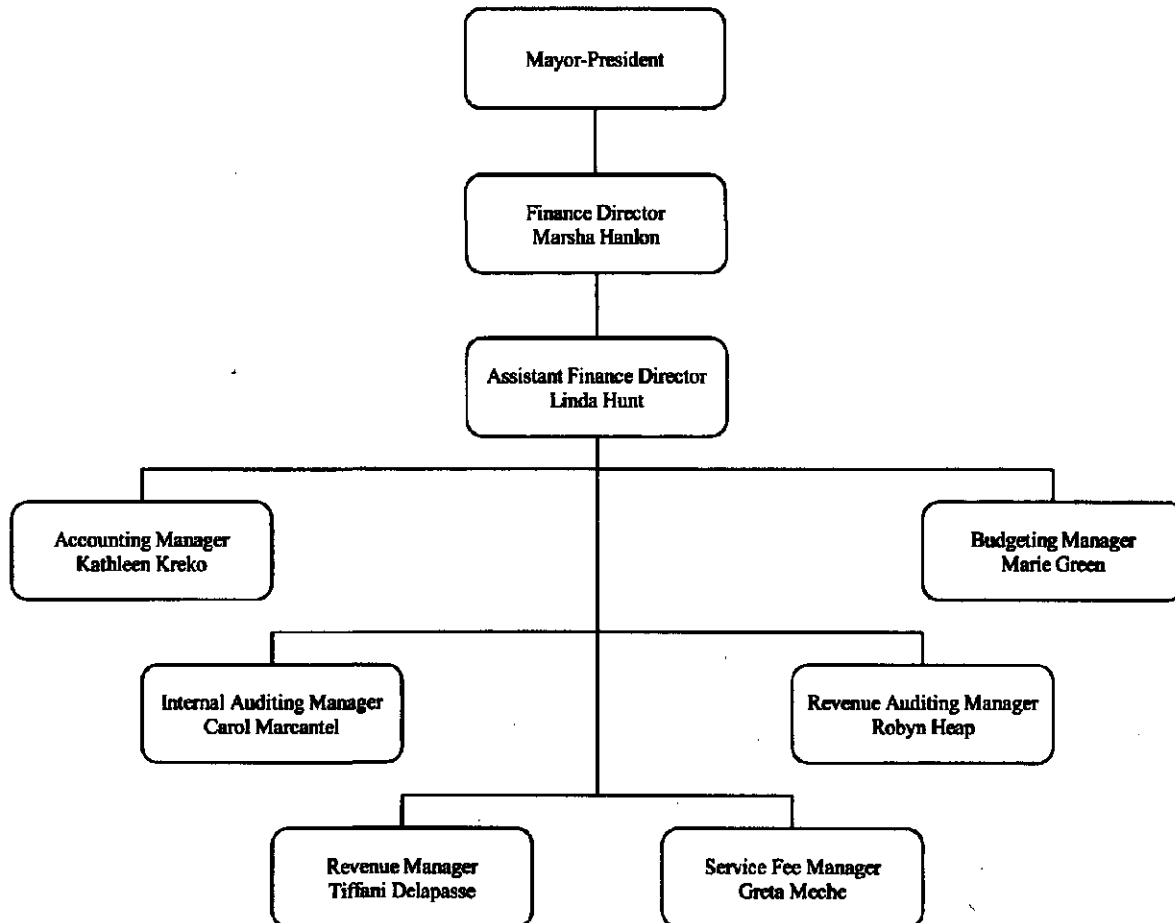 Mayor-President
Finance Director
Marsha Hanlon
Assistant Finance Director
Linda Hunt
Accounting Manager
Kathleen Kreko
Budgeting Manager
Marie Green
Internal Auditing Manager
Carol Marcantel
Revenue Auditing Manager
Robyn Heap
Revenue Manager
Tiffani Delapasse
Service Fee Manager
Greta Meche